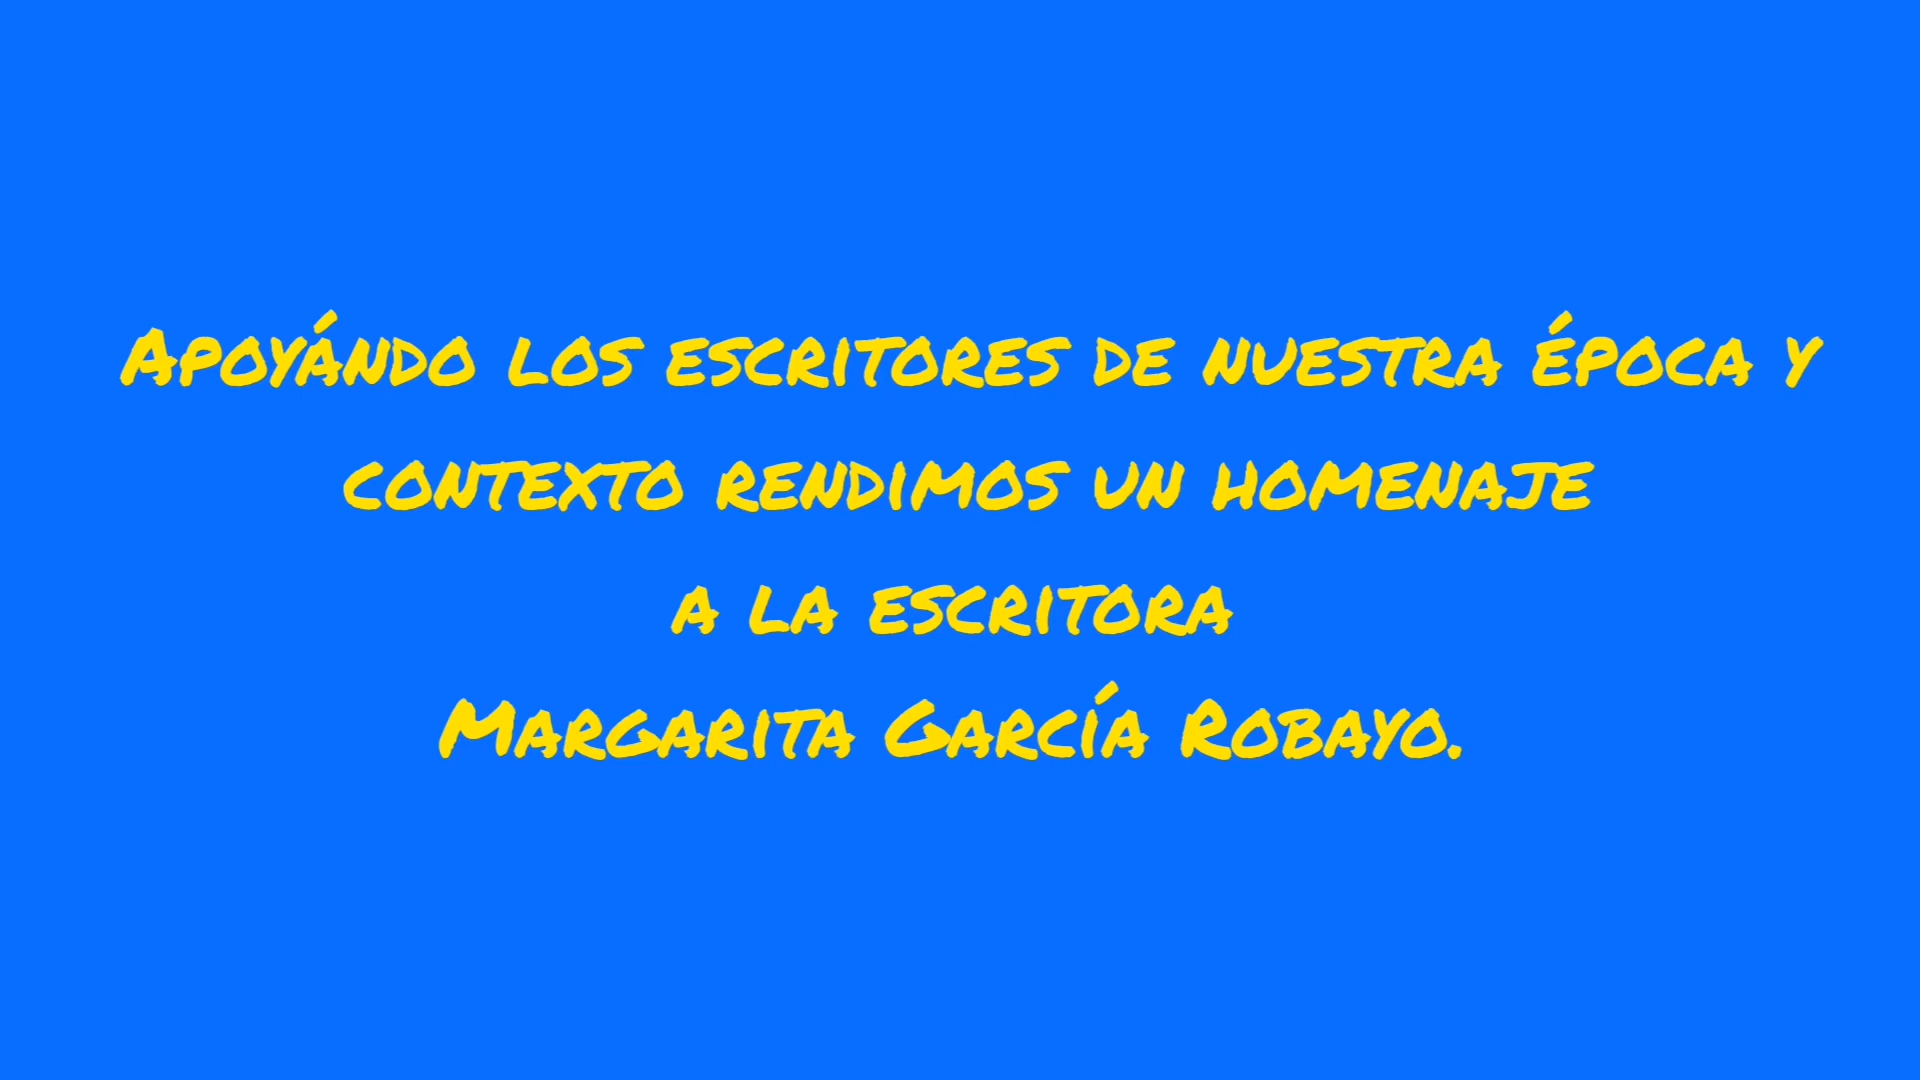 Apoyándo los escritores de nuestra época y
contexto rendimos un homenaje
a la escritora
Margarita García Robayo.